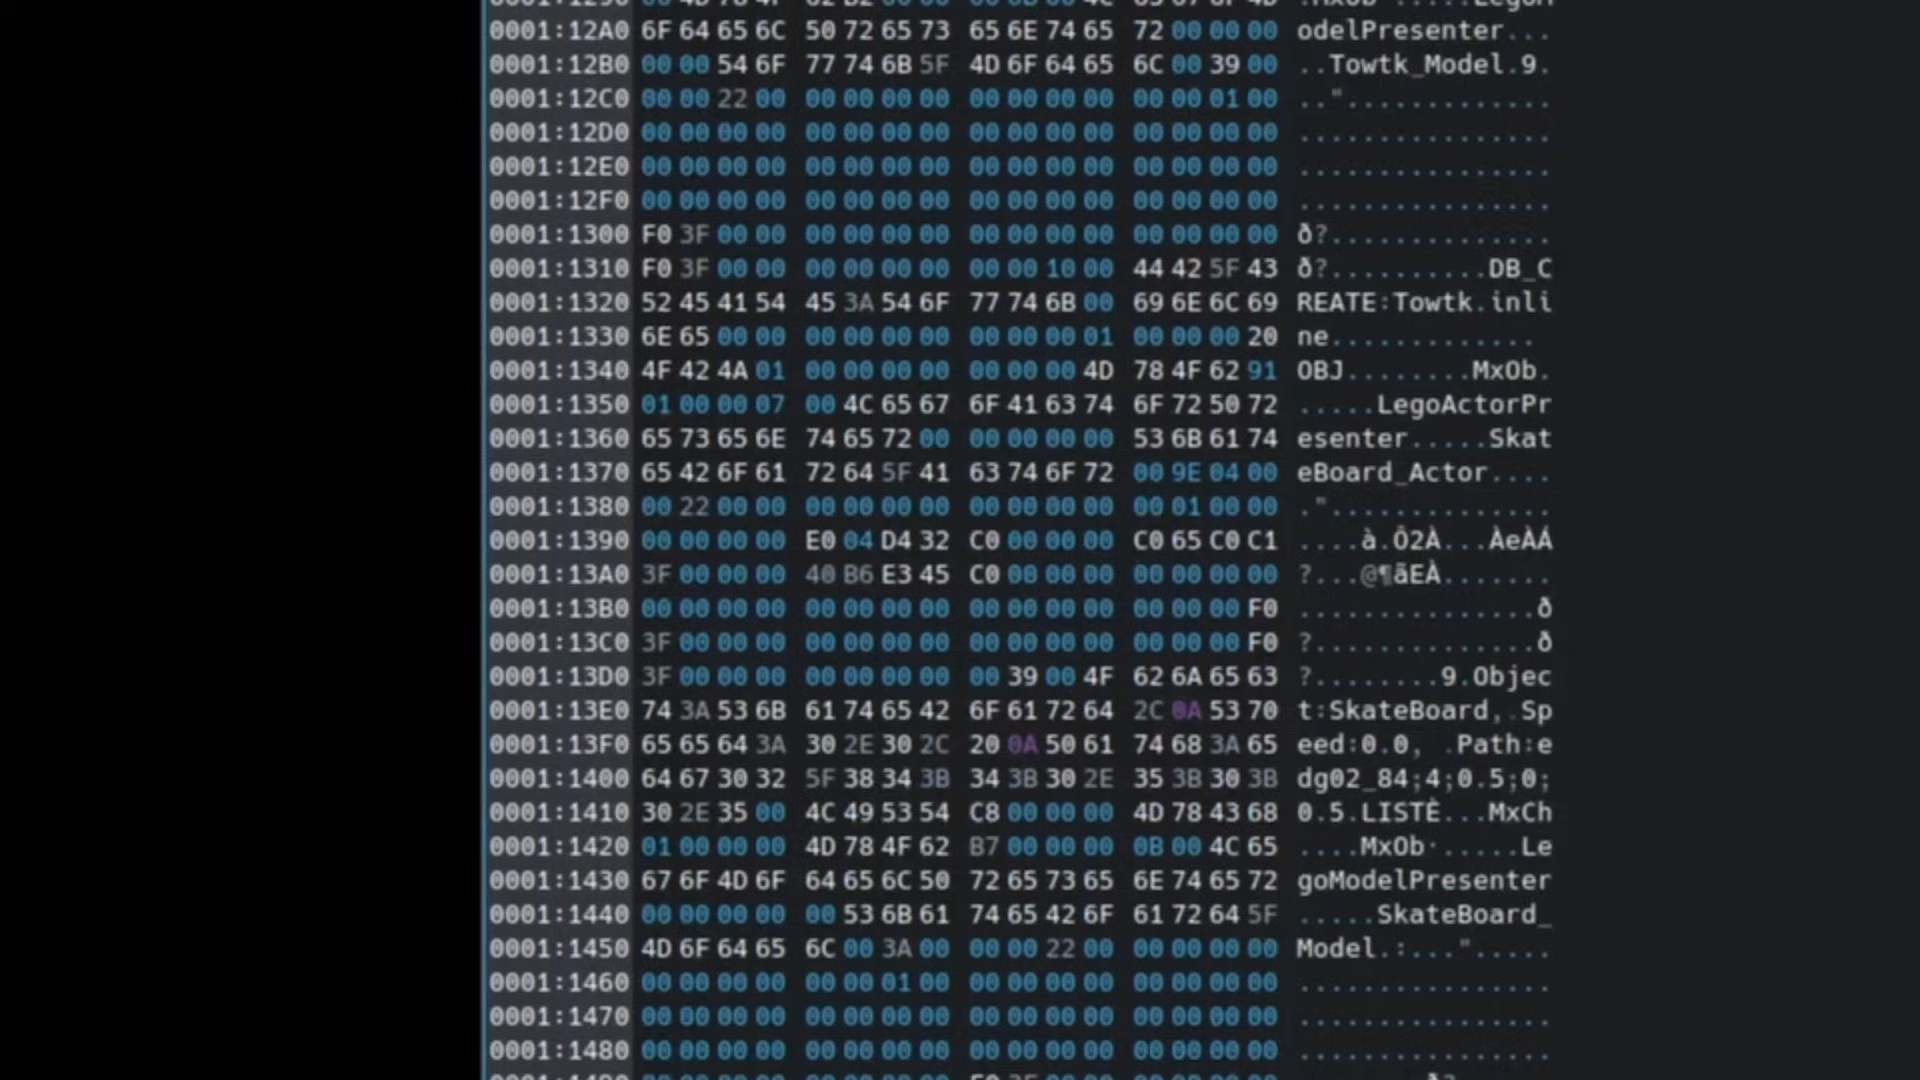 0001:12A0 6F 64 65 6C 50 72 65 73 65 6E 74 65 72 00 00 00 odelPresenter...
0001:12B0 00 00 54 6F 77 74 6B 5F 4D 6F 64 65 6C 00 39 00 ..Towtk_Model.9.
0001:12C0 00 00 22 00 00 00 00 00 00 00 00 00 00 00 01 00 ..".............
0001:12D0 00 00 00 00 00 00 00 00 00 00 00 00 00 00 00 00 ................
0001:12E0 00 00 00 00 00 00 00 00 00 00 00 00 00 00 00 00 ................
0001:12F0 00 00 00 00 00 00 00 00 00 00 00 00 00 00 00 00 ................
0001:1300 F0 3F 00 00 00 00 00 00 00 00 00 00 00 00 00 00 ð?..............
0001:1310 F0 3F 00 00 00 00 00 00 00 00 10 00 44 42 5F 43 ð?..........DB_C
0001:1320 52 45 41 54 45 3A 54 6F 77 74 6B 00 69 6E 6C 69 REATE:Towtk.inli
0001:1330 6E 65 00 00 00 00 00 00 00 00 00 01 00 00 00 20 ne.............
0001:1340 4F 42 4A 01 00 00 00 00 00 00 00 4D 78 4F 62 91 OBJ........MxOb.
0001:1350 01 00 00 07 00 4C 65 67 6F 41 63 74 6F 72 50 72 .....LegoActorPr
0001:1360 65 73 65 6E 74 65 72 00 00 00 00 00 53 6B 61 74 esenter.....Skat
0001:1370 65 42 6F 61 72 64 5F 41 63 74 6F 72 00 9E 04 00 eBoard_Actor....
0001:1380 00 22 00 00 00 00 00 00 00 00 00 00 00 01 00 00 ."..............
0001:1390 00 00 00 00 E0 04 D4 32 C0 00 00 00 C0 65 C0 C1 ....à.Ô2À...ÀeÀÁ
0001:13A0 3F 00 00 00 40 B6 E3 45 C0 00 00 00 00 00 00 00 ?...@¶ãEÀ.......
0001:13B0 00 00 00 00 00 00 00 00 00 00 00 00 00 00 00 F0 ...............ð
0001:13C0 3F 00 00 00 00 00 00 00 00 00 00 00 00 00 00 F0 ?..............ð
0001:13D0 3F 00 00 00 00 00 00 00 00 39 00 4F 62 6A 65 63 ?........9.Objec
0001:13E0 74 3A 53 6B 61 74 65 42 6F 61 72 64 2C 0A 53 70 t:SkateBoard,.Sp
0001:13F0 65 65 64 3A 30 2E 30 2C 20 0A 50 61 74 68 3A 65 eed:0.0, .Path:e
0001:1400 64 67 30 32 5F 38 34 3B 34 3B 30 2E 35 3B 30 3B dg02_84;4;0.5;0;
0001:1410 30 2E 35 00 4C 49 53 54 C8 00 00 00 4D 78 43 68 0.5.LISTÈ...MxCh
0001:1420 01 00 00 00 4D 78 4F 62 B7 00 00 00 0B 00 4C 65 ....MxOb·.....Le
0001:1430 67 6F 4D 6F 64 65 6C 50 72 65 73 65 6E 74 65 72 goModelPresenter
0001:1440 00 00 00 00 00 53 6B 61 74 65 42 6F 61 72 64 5F .....SkateBoard_
0001:1450 4D 6F 64 65 6C 00 3A 00 00 00 22 00 00 00 00 00 Model.:...".....
0001:1460 00 00 00 00 00 00 01 00 00 00 00 00 00 00 00 00 ................
0001:1470 00 00 00 00 00 00 00 00 00 00 00 00 00 00 00 00 ................
0001:1480 00 00 00 00 00 00 00 00 00 00 00 00 00 00 00 00 ................